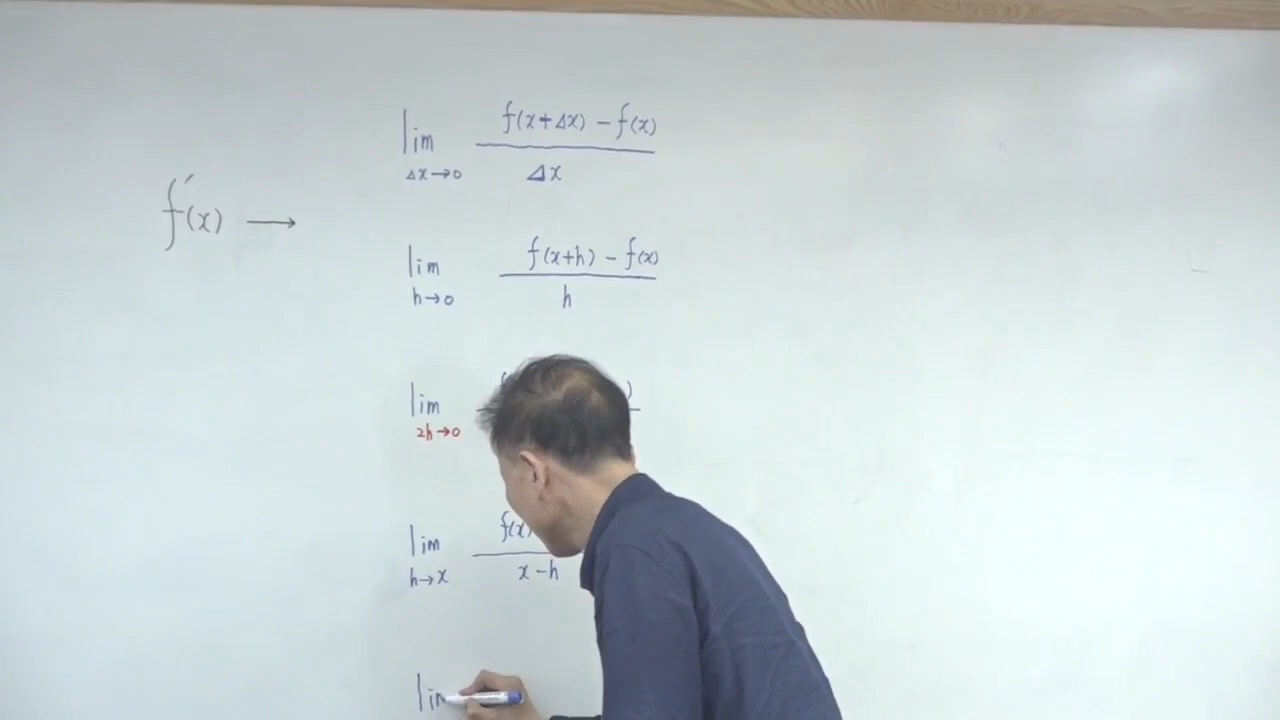 lim f(x+Δx) - f(x)
Δx→0 Δx
f'(x) →
lim f(x+h) - f(x)
h→0 h
lim
2h→0
lim f(x)
h→x x-h
lim